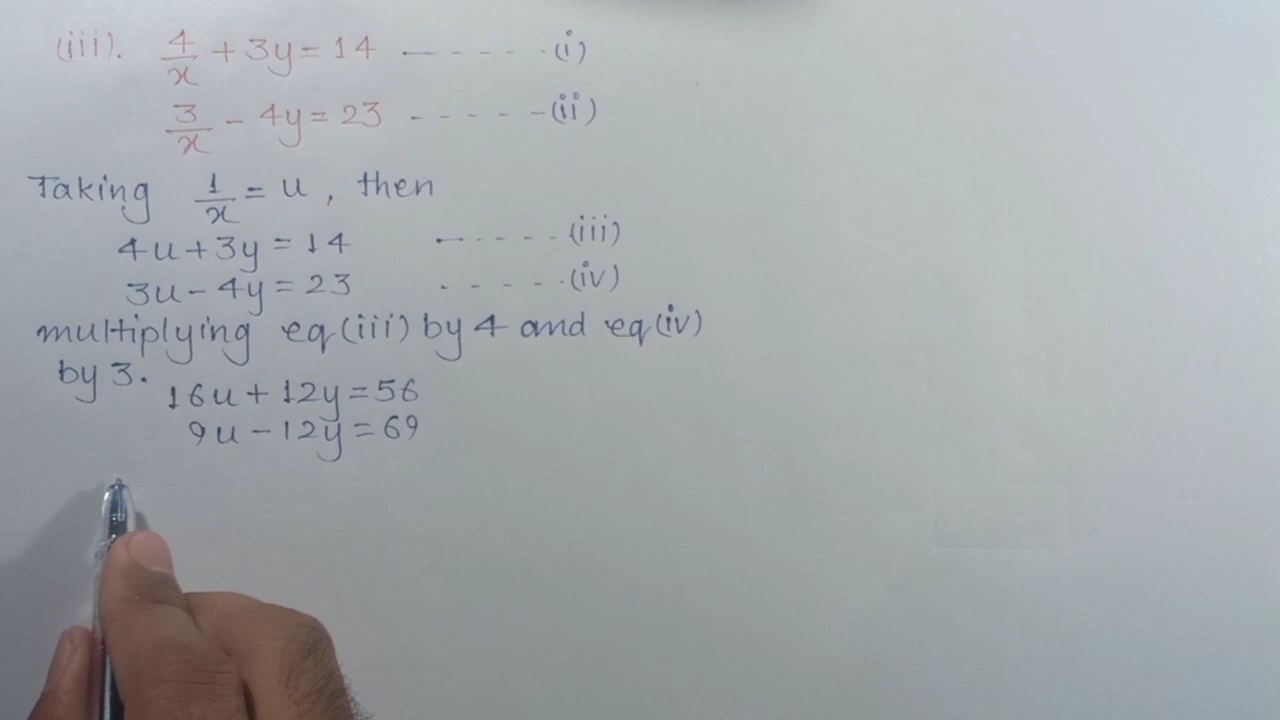 (iii). 4/x + 3y = 14 ------(i)
3/x - 4y = 23 ------(ii)
Taking 1/x = u, then
4u + 3y = 14 ------(iii)
3u - 4y = 23 ------(iv)
multiplying eq(iii) by 4 and eq(iv)
by 3.
16u + 12y = 56
9u - 12y = 69